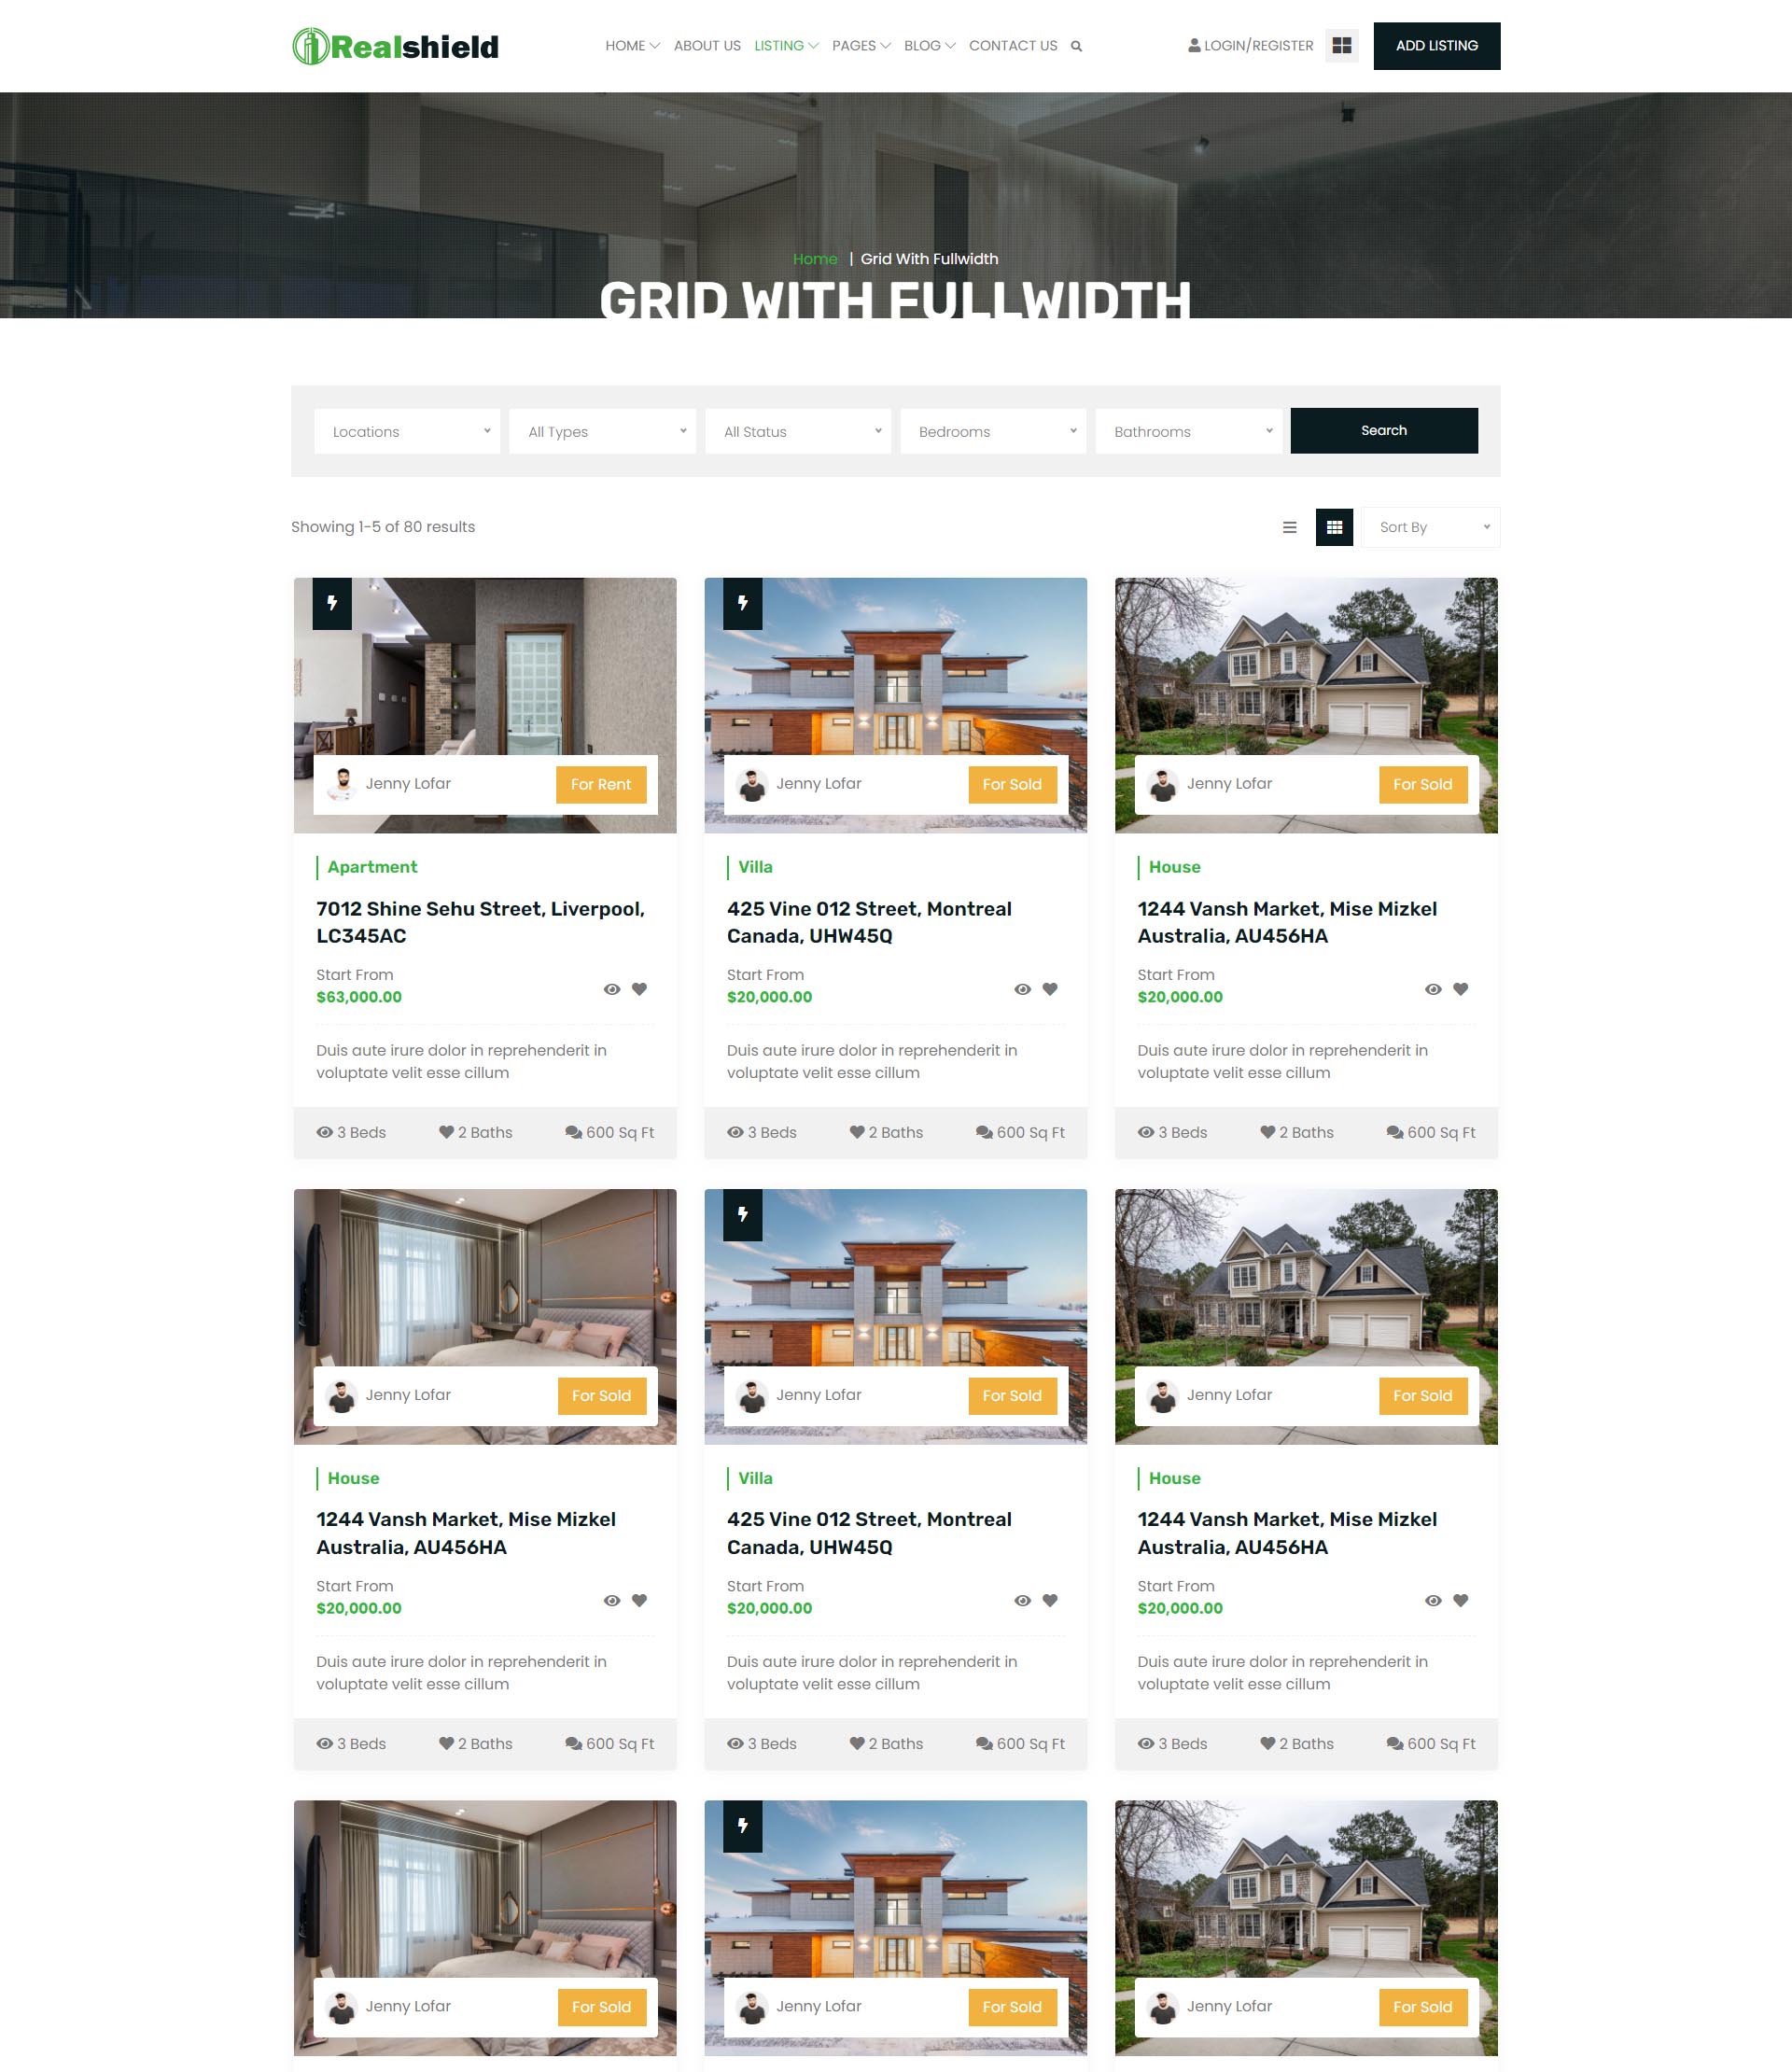 Realshield
HOME ABOUT US LISTING PAGES BLOG CONTACT US
LOGIN/REGISTER
ADD LISTING
Home | Grid With Fullwidth
GRID WITH FULLWIDTH
Locations All Types All Status Bedrooms Bathrooms Search
Showing 1-5 of 80 results
Sort By
Jenny Lofar For Rent
Apartment
7012 Shine Sehu Street, Liverpool,
LC345AC
Start From
$63,000.00
Duis aute irure dolor in reprehenderit in
voluptate velit esse cillum
3 Beds 2 Baths 600 Sq Ft
Jenny Lofar For Sold
Villa
425 Vine 012 Street, Montreal
Canada, UHW45Q
Start From
$20,000.00
Duis aute irure dolor in reprehenderit in
voluptate velit esse cillum
3 Beds 2 Baths 600 Sq Ft
Jenny Lofar For Sold
House
1244 Vansh Market, Mise Mizkel
Australia, AU456HA
Start From
$20,000.00
Duis aute irure dolor in reprehenderit in
voluptate velit esse cillum
3 Beds 2 Baths 600 Sq Ft
Jenny Lofar For Sold
House
1244 Vansh Market, Mise Mizkel
Australia, AU456HA
Start From
$20,000.00
Duis aute irure dolor in reprehenderit in
voluptate velit esse cillum
3 Beds 2 Baths 600 Sq Ft
Jenny Lofar For Sold
Villa
425 Vine 012 Street, Montreal
Canada, UHW45Q
Start From
$20,000.00
Duis aute irure dolor in reprehenderit in
voluptate velit esse cillum
3 Beds 2 Baths 600 Sq Ft
Jenny Lofar For Sold
House
1244 Vansh Market, Mise Mizkel
Australia, AU456HA
Start From
$20,000.00
Duis aute irure dolor in reprehenderit in
voluptate velit esse cillum
3 Beds 2 Baths 600 Sq Ft
Jenny Lofar For Sold
Jenny Lofar For Sold
Jenny Lofar For Sold